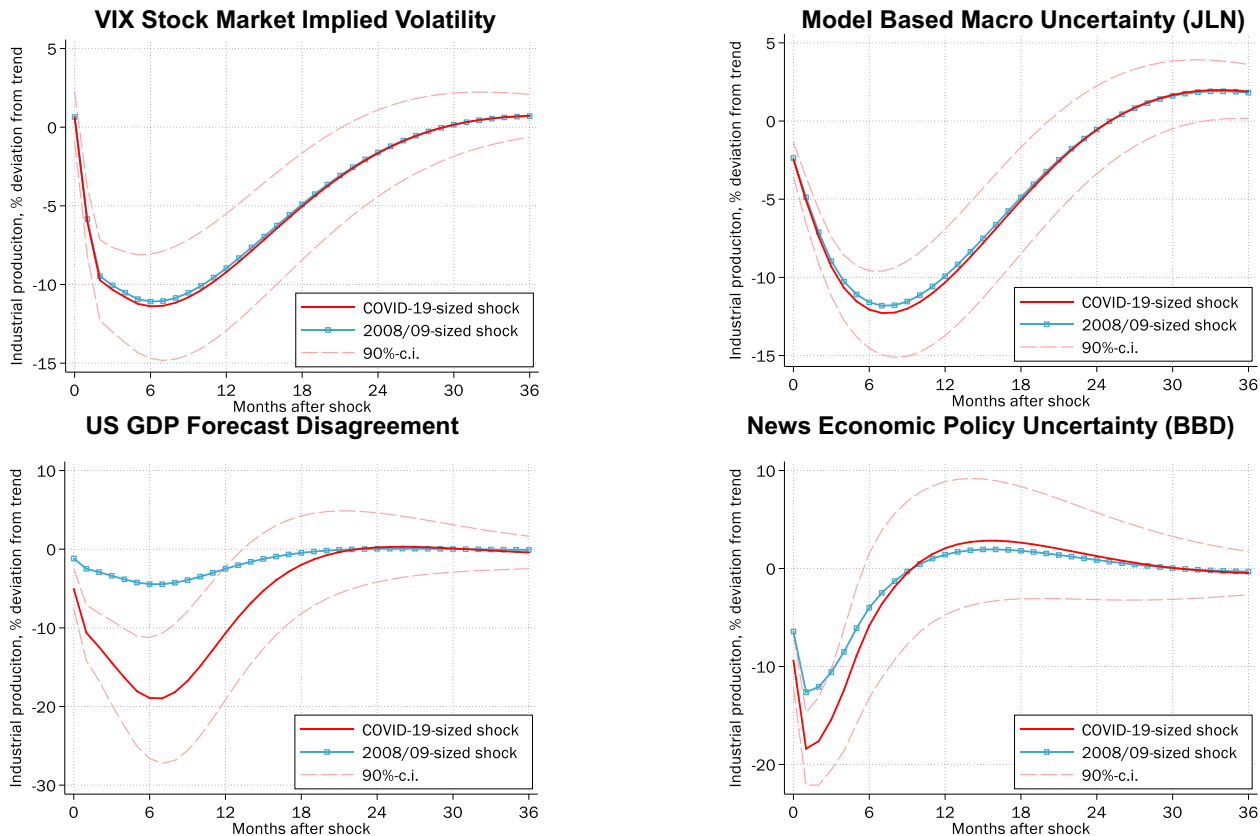 VIX Stock Market Implied Volatility
Industrial produciton, % deviation from trend
5
0
-5
-10
-15
COVID-19-sized shock
2008/09-sized shock
90%-c.i.
0 6 12 18 24 30 36
Months after shock
Model Based Macro Uncertainty (JLN)
Industrial produciton, % deviation from trend
5
0
-5
-10
-15
COVID-19-sized shock
2008/09-sized shock
90%-c.i.
0 6 12 18 24 30 36
Months after shock
US GDP Forecast Disagreement
Industrial produciton, % deviation from trend
10
0
-10
-20
-30
COVID-19-sized shock
2008/09-sized shock
90%-c.i.
0 6 12 18 24 30 36
Months after shock
News Economic Policy Uncertainty (BBD)
Industrial produciton, % deviation from trend
10
0
-10
-20
COVID-19-sized shock
2008/09-sized shock
90%-c.i.
0 6 12 18 24 30 36
Months after shock